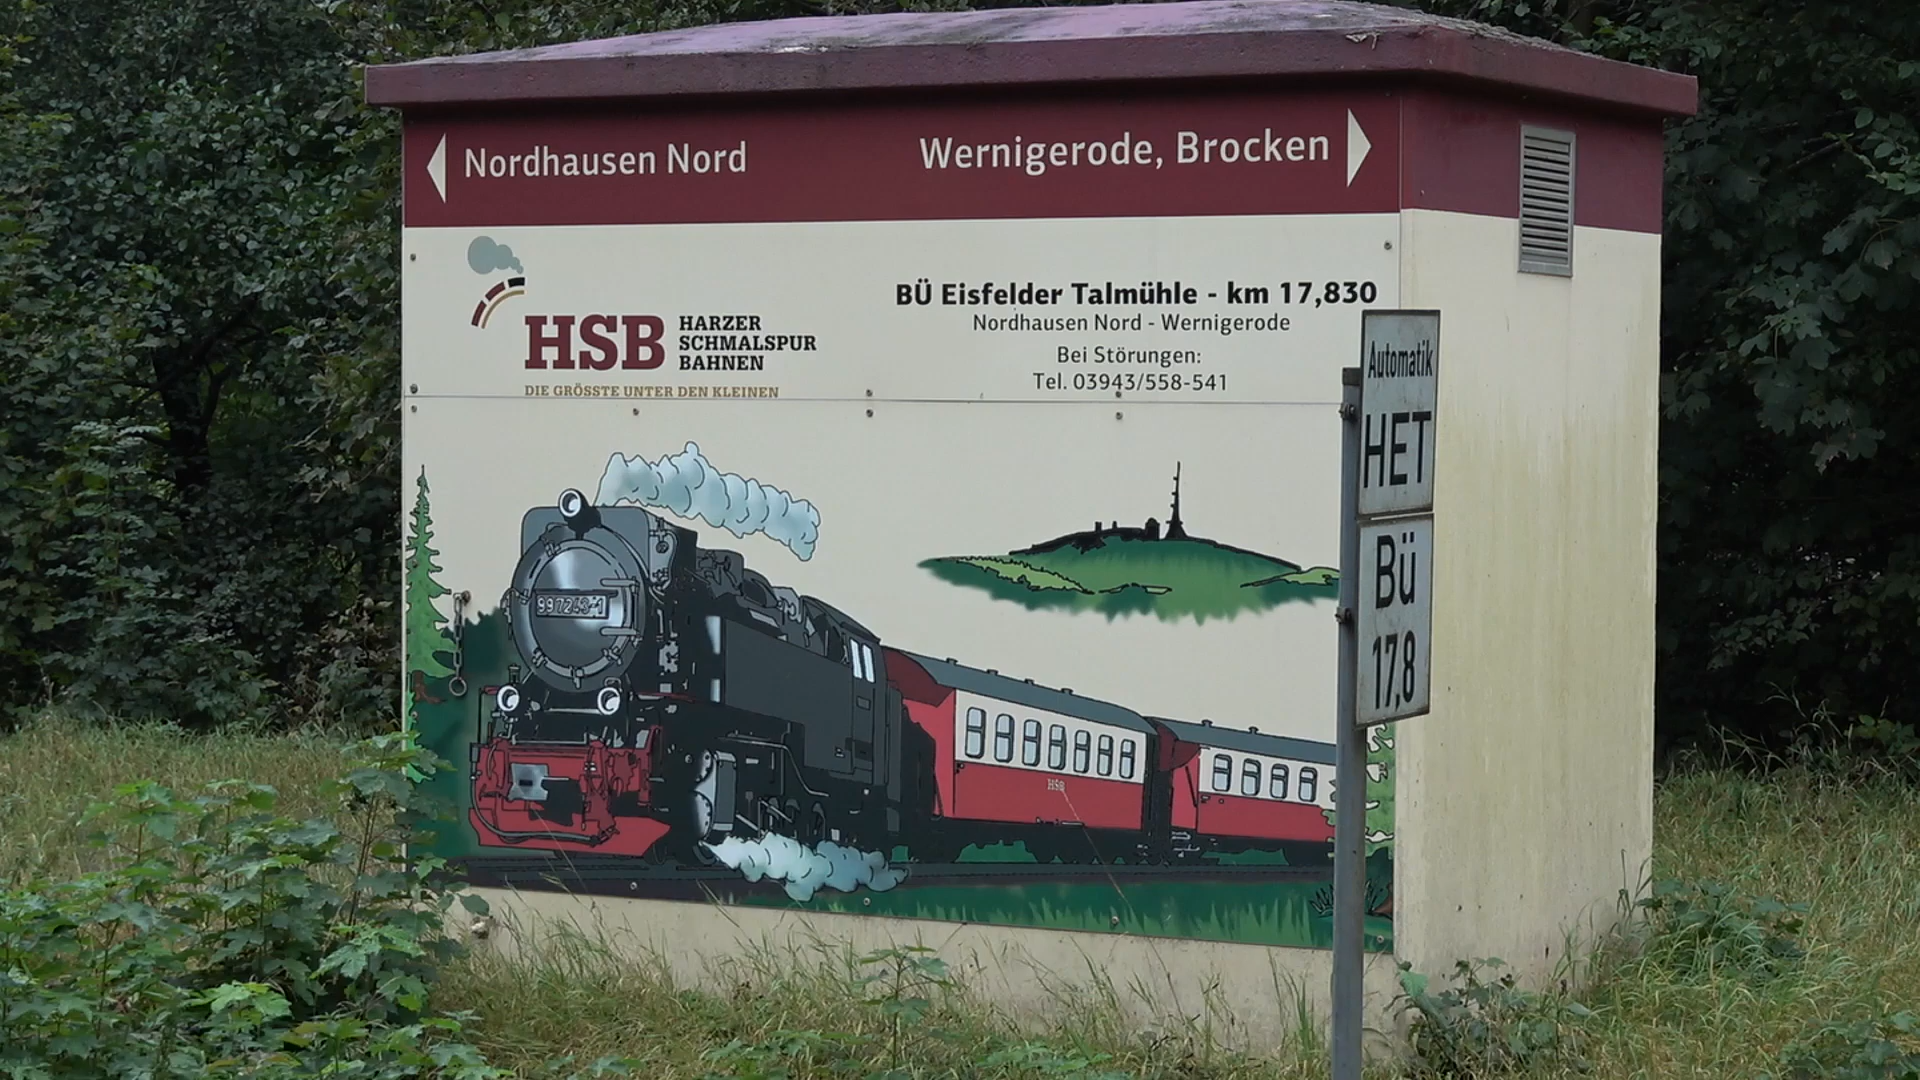 Nordhausen Nord
Wernigerode, Brocken
HSB
HARZER
SCHMALSPUR
BAHNEN
DIE GRÖSSTE UNTER DEN KLEINEN
BÜ Eisfelder Talmühle - km 17,830
Nordhausen Nord - Wernigerode
Bei Störungen:
Tel. 03943/558-541
Automatik
HET
Bü
17,8
99 7243-1
HSB